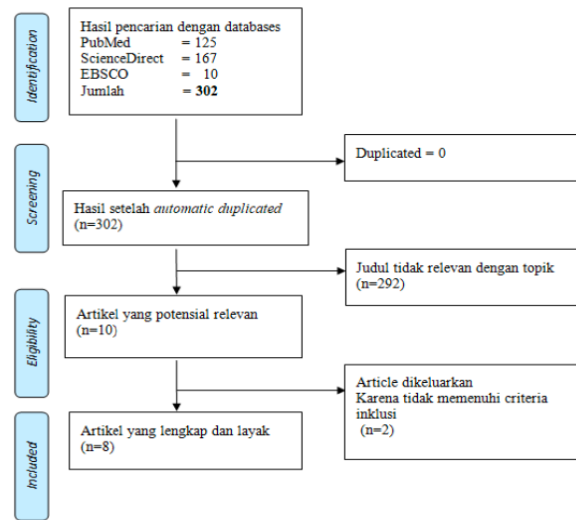 Identification
Hasil pencarian dengan databases
PubMed = 125
ScienceDirect = 167
EBSCO = 10
Jumlah = 302
Duplicated = 0
Screening
Hasil setelah automatic duplicated
(n=302)
Judul tidak relevan dengan topik
(n=292)
Eligibility
Artikel yang potensial relevan
(n=10)
Article dikeluarkan
Karena tidak memenuhi criteria
inklusi
(n=2)
Included
Artikel yang lengkap dan layak
(n=8)